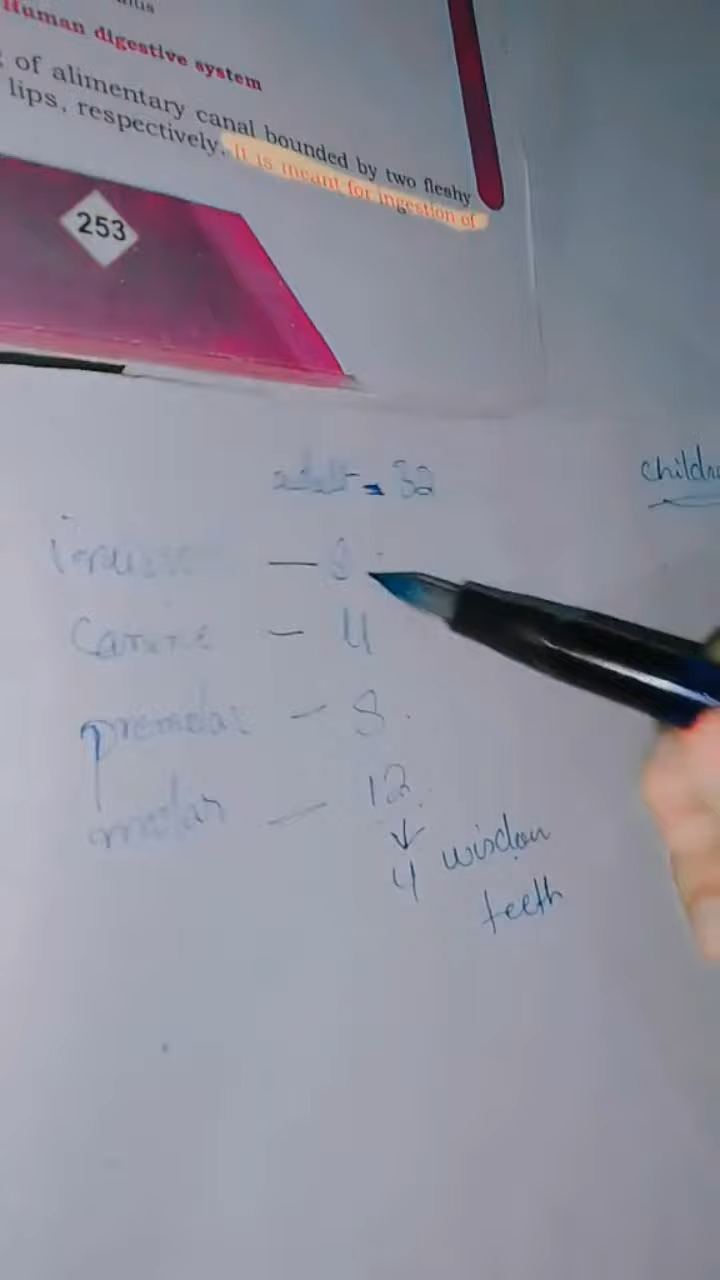 Human digestive system
of alimentary canal bounded by two fleshy
lips, respectively. It is meant for ingestion of
253
adult = 32
childre
— 8
Canine — 4
premolar — 8
molar — 12
↓
4 wisdom
teeth